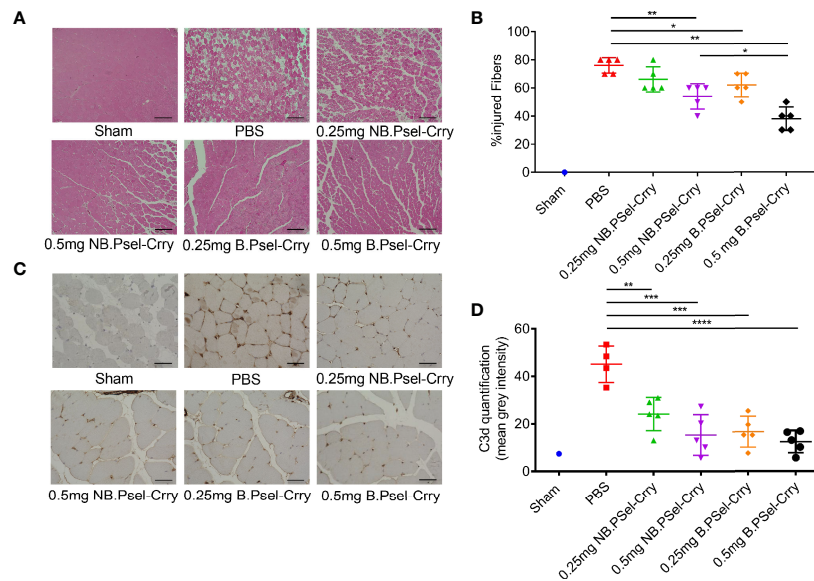 A
Sham PBS 0.25mg NB.Psel-Crry
0.5mg NB.Psel-Crry 0.25mg B.Psel-Crry 0.5mg B.Psel-Crry
B
**
*
**
*
%injured Fibers
100
80
60
40
20
0
Sham
PBS
0.25mg NB.PSel-Crry
0.5mg NB.PSel-Crry
0.25mg B.PSel-Crry
0.5 mg B.PSel-Crry
C
Sham PBS 0.25mg NB.PSel-Crry
0.5mg NB.PSel-Crry 0.25mg B.PSel-Crry 0.5mg B.PSel Crry
D
**
***
***
****
C3d quantification
(mean grey intensity)
60
40
20
0
Sham
PBS
0.25mg NB.PSel-Crry
0.5mg NB.PSel-Crry
0.25mg B.PSel-Crry
0.5mg B.PSel-Crry